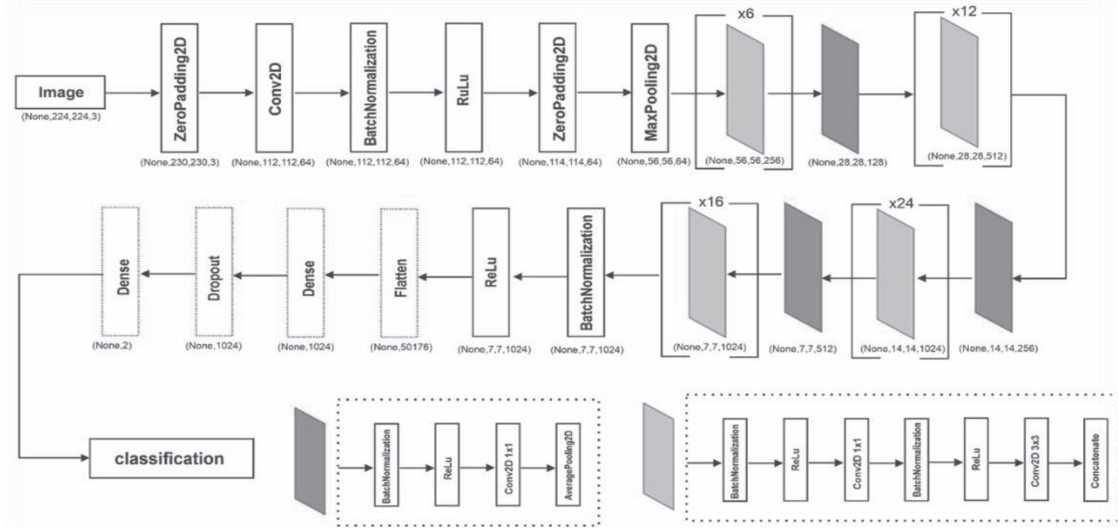 x6
x12
Image
ZeroPadding2D
Conv2D
BatchNormalization
RuLu
ZeroPadding2D
MaxPooling2D
(None,224,224,3)
(None,230,230,3)
(None,112,112,64)
(None,112,112,64)
(None,112,112,64)
(None,114,114,64)
(None,56,56,64)
(None,56,56,256)
(None,28,28,128)
(None,28,28,512)
x16
x24
Dense
Dropout
Dense
Flatten
ReLu
BatchNormalization
(None,2)
(None,1024)
(None,1024)
(None,50176)
(None,7,7,1024)
(None,7,7,1024)
(None,7,7,1024)
(None,7,7,512)
(None,14,14,1024)
(None,14,14,256)
classification
BatchNormalization
ReLu
Conv2D 1x1
AveragePooling2D
BatchNormalization
ReLu
Conv2D 1x1
BatchNormalization
ReLu
Conv2D 3x3
Concatenate